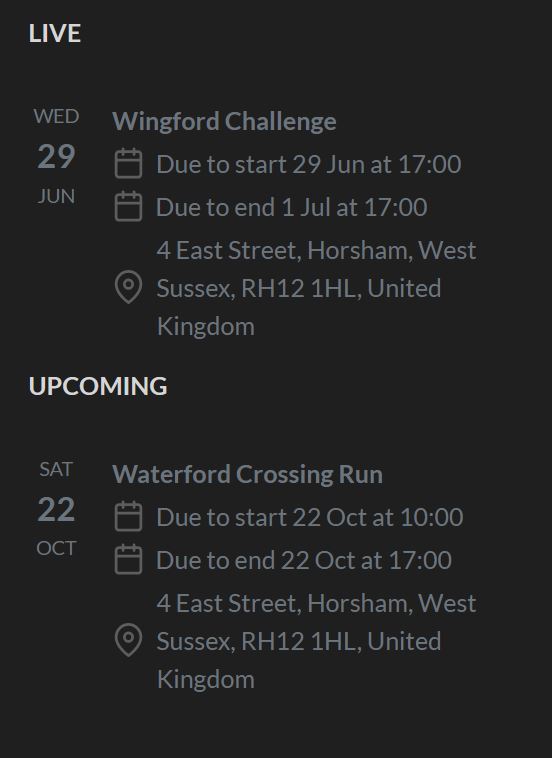 LIVE
WED
29
JUN
Wingford Challenge
Due to start 29 Jun at 17:00
Due to end 1 Jul at 17:00
4 East Street, Horsham, West
Sussex, RH12 1HL, United
Kingdom
UPCOMING
SAT
22
OCT
Waterford Crossing Run
Due to start 22 Oct at 10:00
Due to end 22 Oct at 17:00
4 East Street, Horsham, West
Sussex, RH12 1HL, United
Kingdom